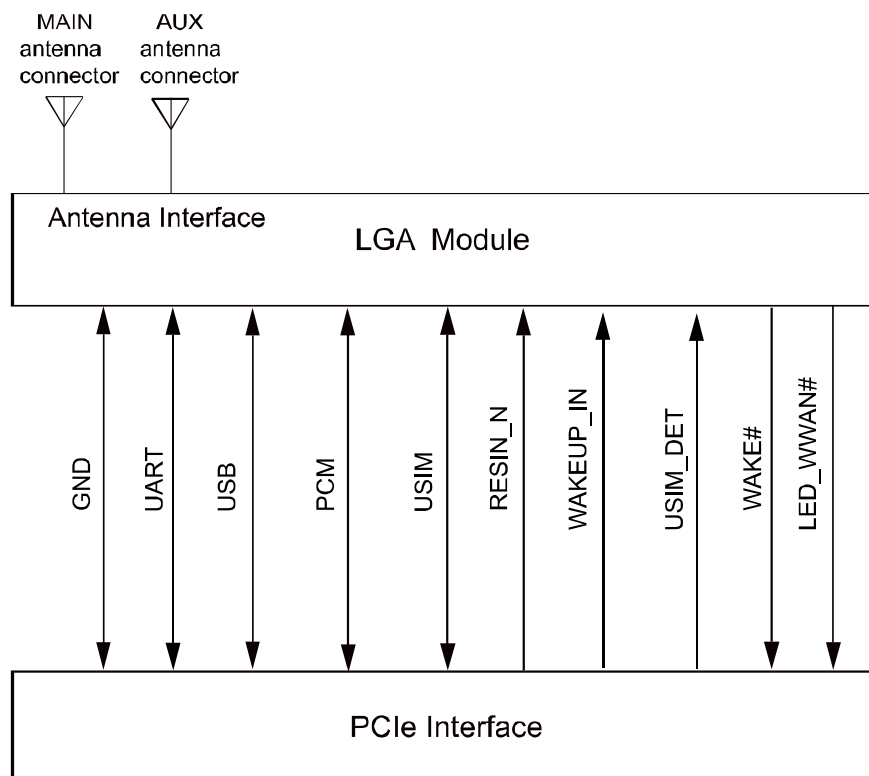 MAIN
antenna
connector
AUX
antenna
connector
Antenna Interface
LGA Module
GND
UART
USB
PCM
USIM
RESIN_N
WAKEUP_IN
USIM_DET
WAKE#
LED_WWAN#
PCIe Interface